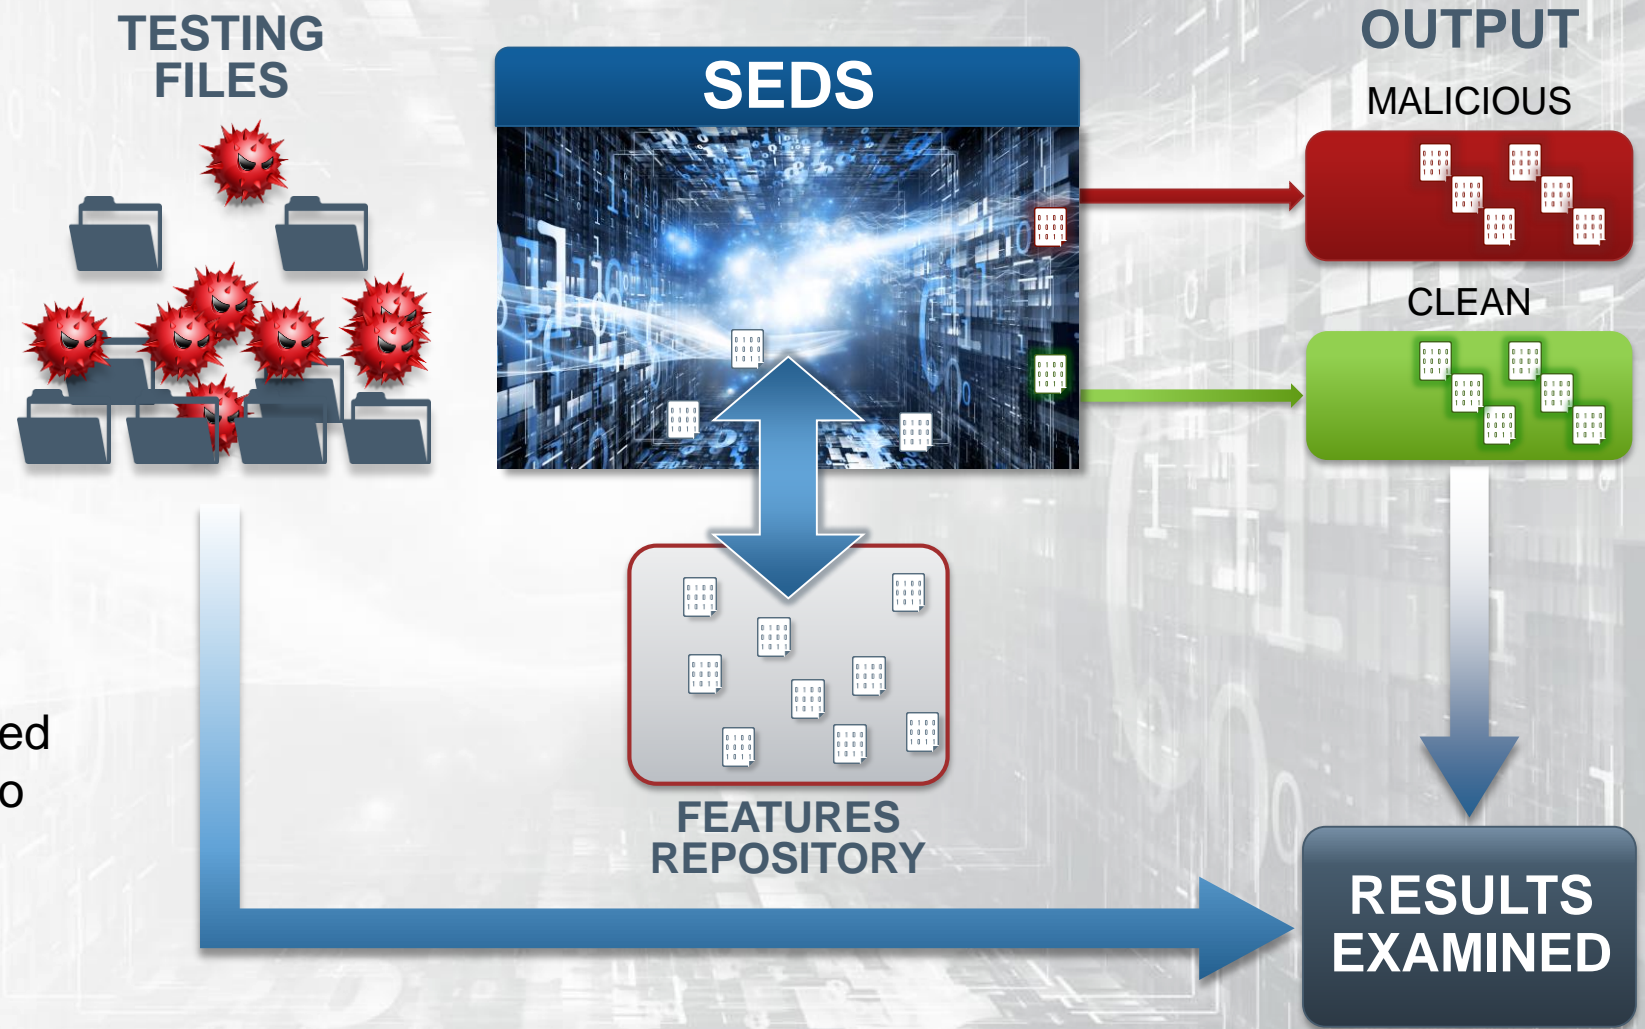 TESTING
FILES
SEDS
OUTPUT
MALICIOUS
CLEAN
ed
o
FEATURES
REPOSITORY
RESULTS
EXAMINED